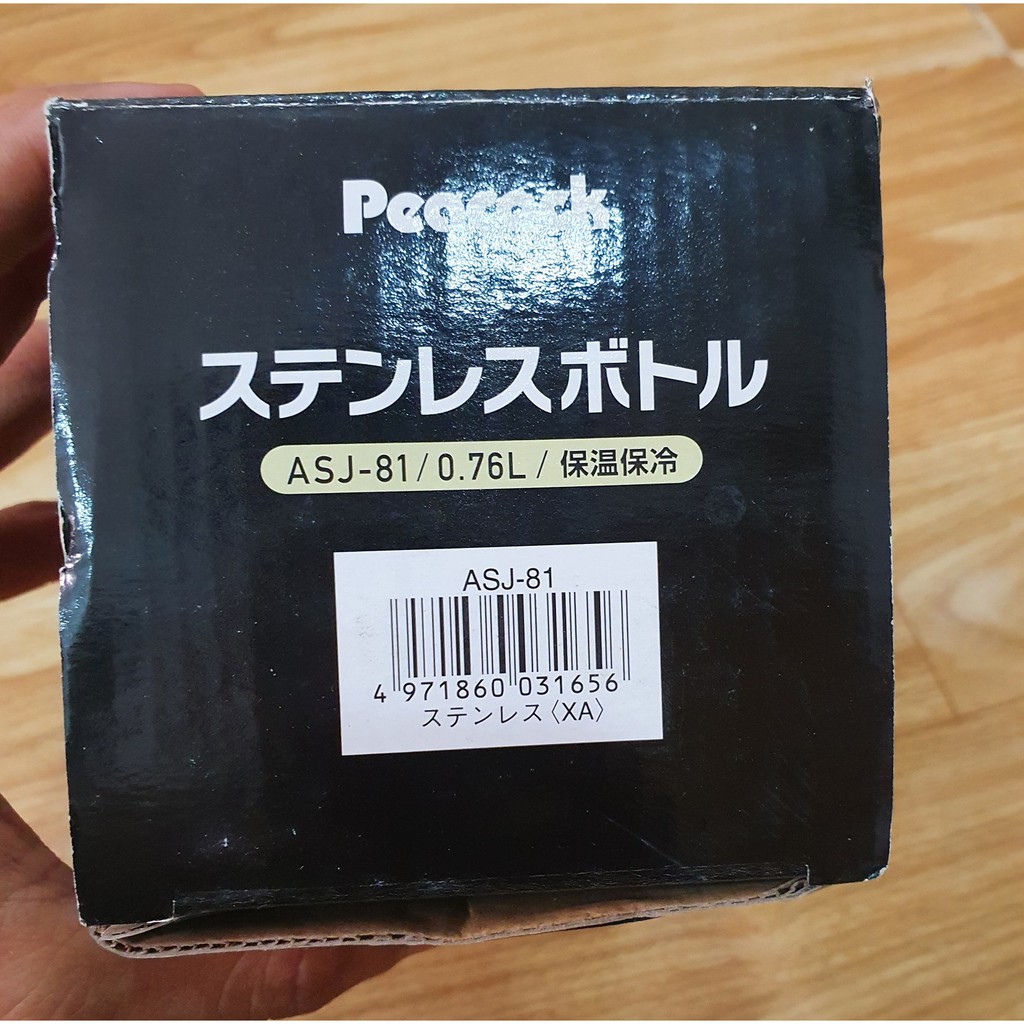 Peacock
ステンレスボトル
ASJ-81/0.76L/保温保冷
ASJ-81
4 971860 031656
ステンレス〈XA〉